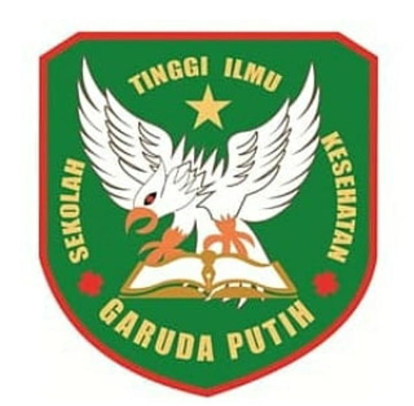 SEKOLAH TINGGI ILMU KESEHATAN
GARUDA PUTIH